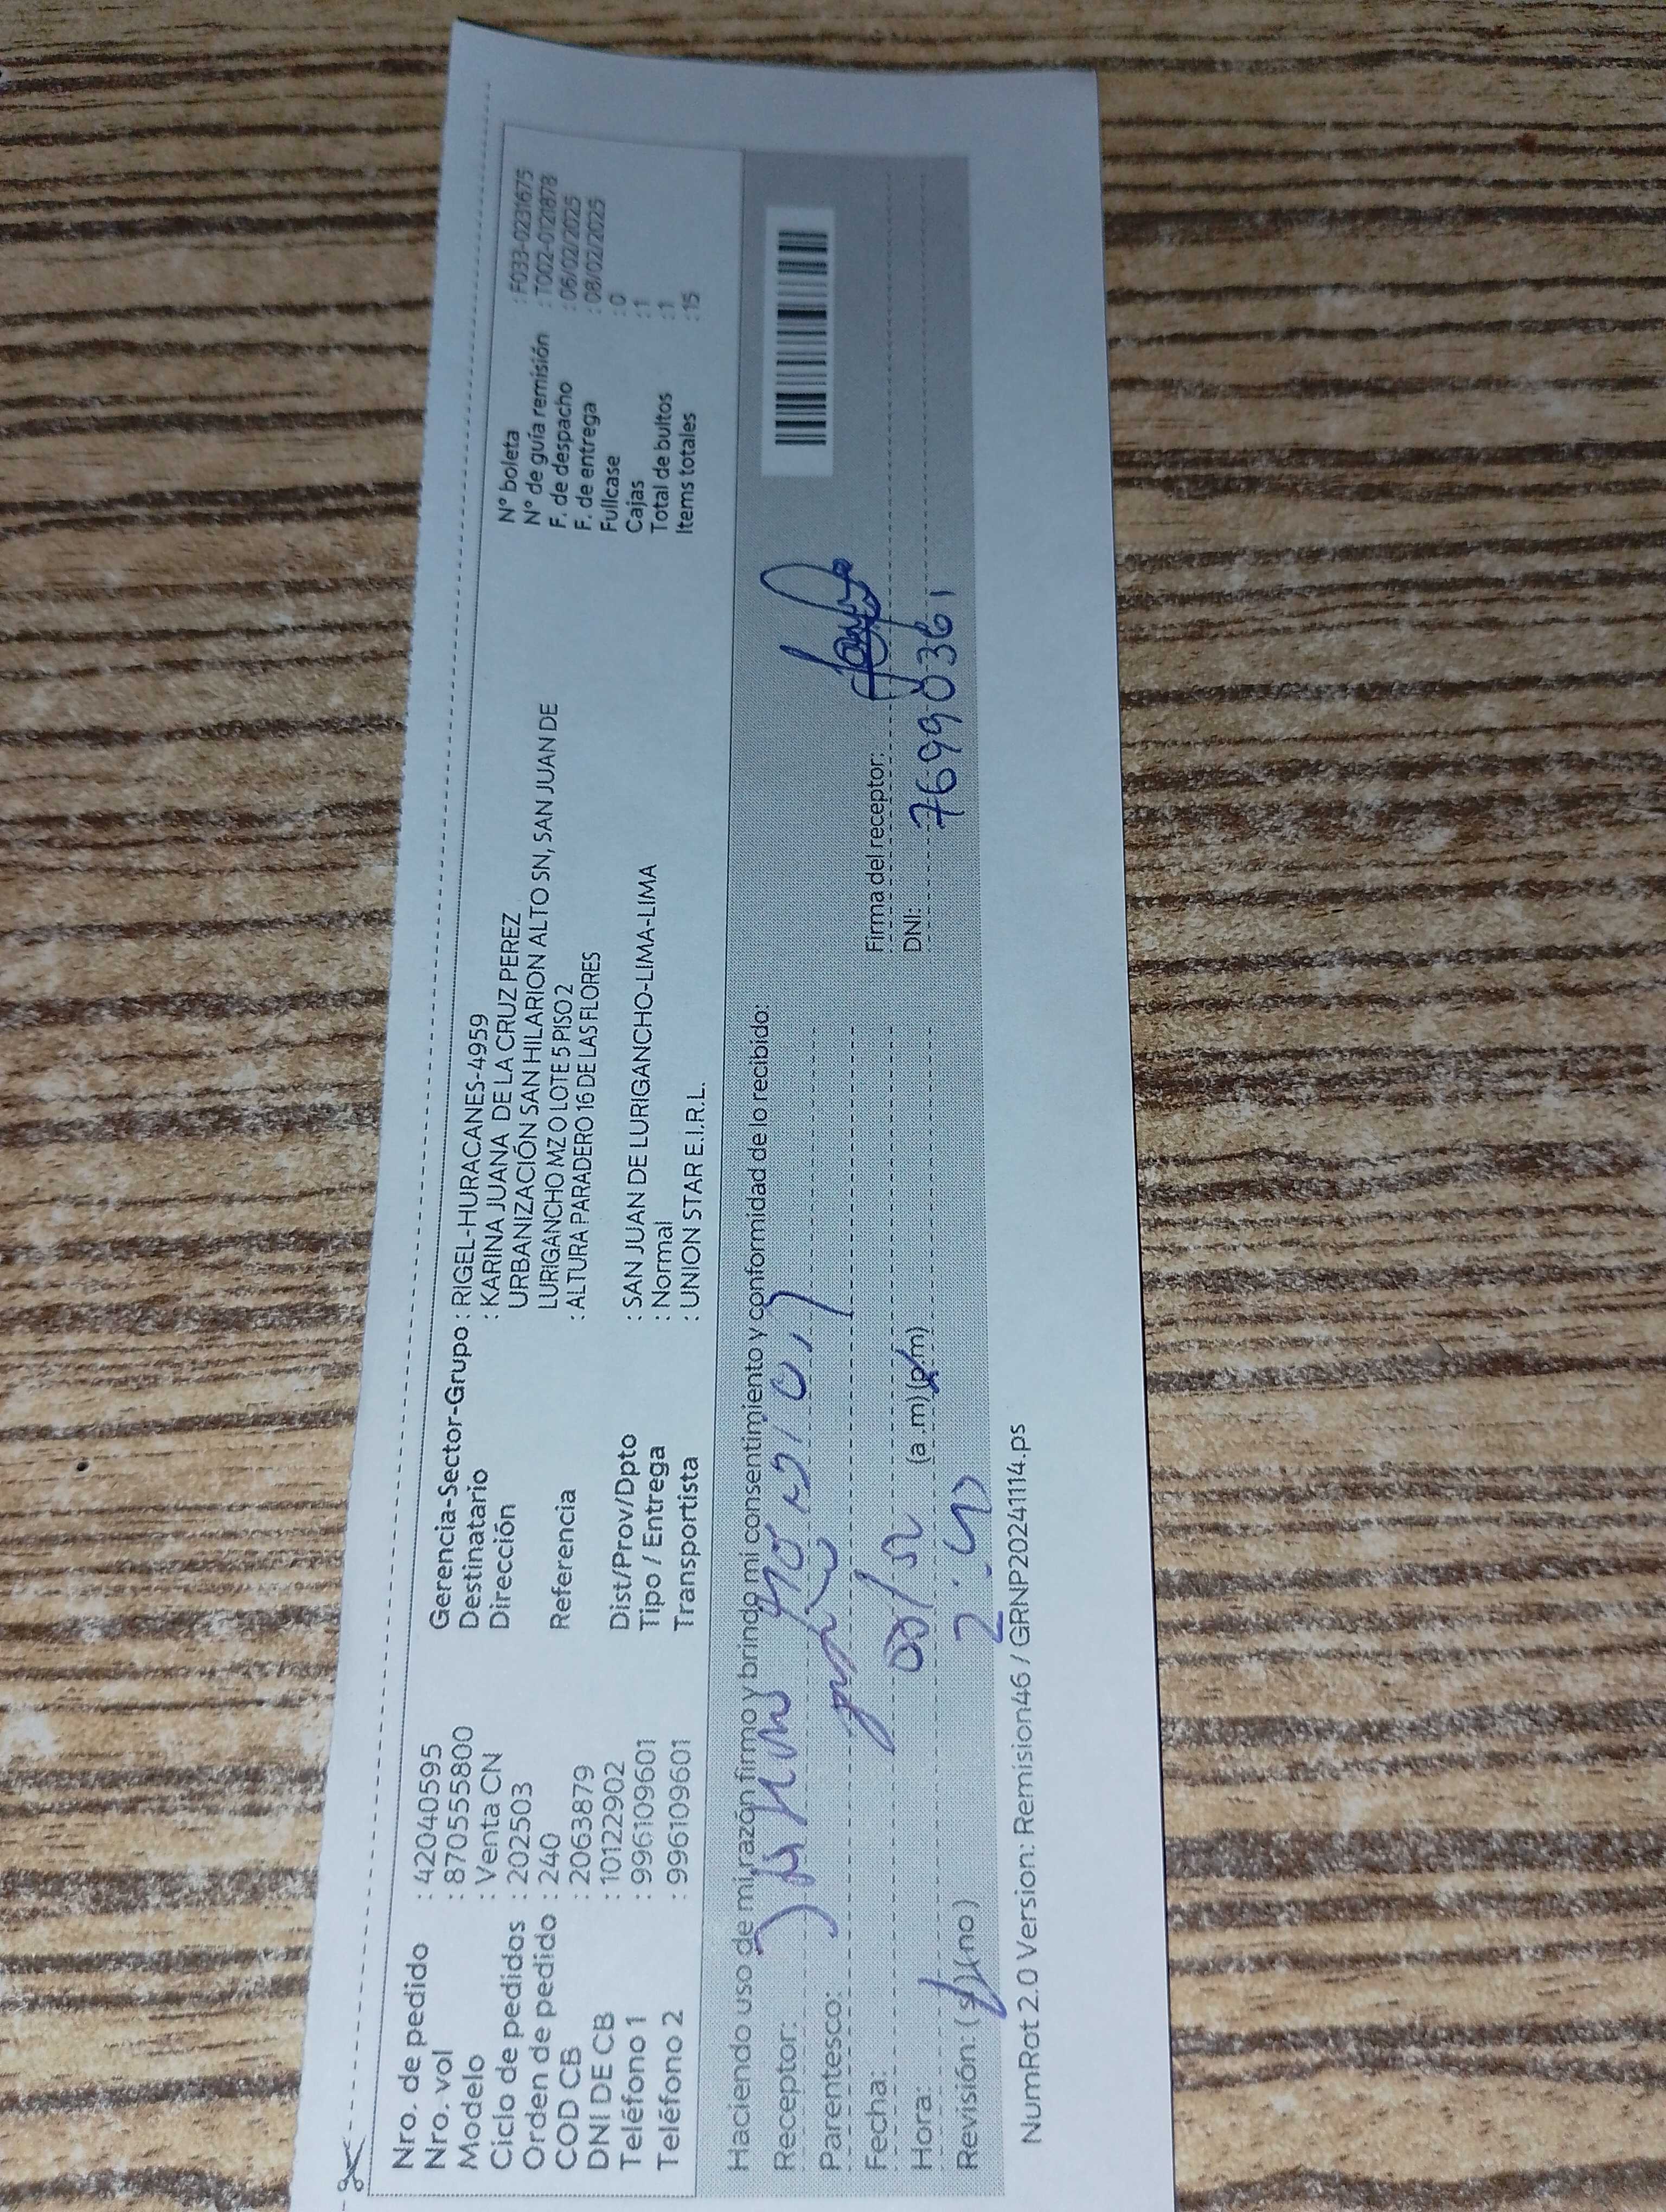 Nro. de pedido : 42040595
Nro. vol : 8705555800
Modelo : Venta CN
Ciclo de pedidos : 202503
Orden de pedido : 240
COD CB : 2063879
DNI DE CB : 10122902
Teléfono 1 : 996109601
Teléfono 2 : 996109601
Gerencia-Sector-Grupo : RIGEL-HURACANES-4959
Destinatario : KARINA JUANA DE LA CRUZ PEREZ
Dirección URBANIZACIÓN SAN HILARION ALTO SN, SAN JUAN DE
LURIGANCHO MZ O LOTE 5 PISO 2
Referencia : ALTURA PARADERO 16 DE LAS FLORES
Dist/Prov/Dpto : SAN JUAN DE LURIGANCHO-LIMA-LIMA
Tipo / Entrega : Normal
Transportista : UNION STAR E.I.R.L.
N° boleta : F033-0231675
N° de guía remisión : T002-0121878
F. de despacho : 06/02/2025
F. de entrega : 08/02/2025
Fullcase : 0
Cajas : 1
Total de bultos : 1
Items totales : 15
Haciendo uso de mi razón firmo y brindo mi consentimiento y conformidad de lo recibido:
Receptor:
Parentesco:
Fecha:
Hora: (a.m)(p.m)
Revisión: (si)(no)
Firma del receptor:
DNI: 76990361
NumRot 2.0 Version: Remision46 / GRNP20241114.ps